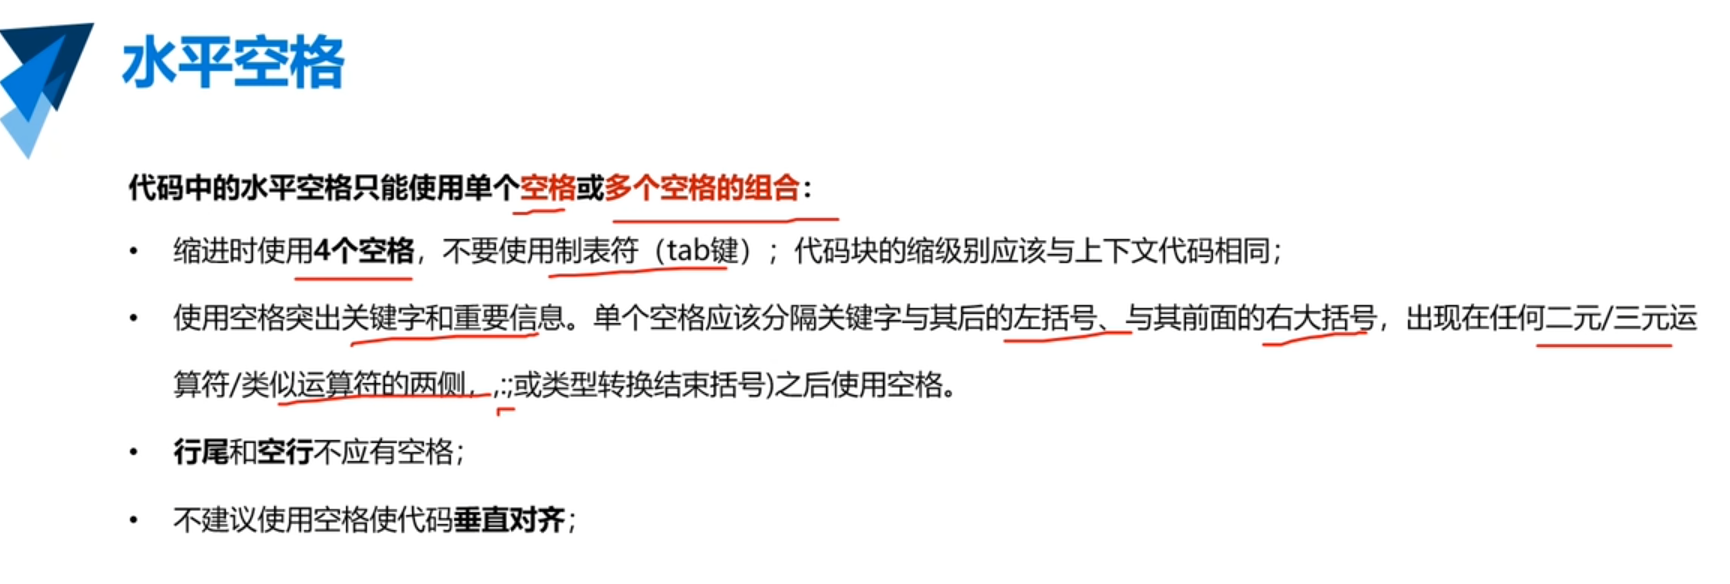 水平空格
代码中的水平空格只能使用单个空格或多个空格的组合：
• 缩进时使用4个空格，不要使用制表符（tab键）；代码块的缩级别应该与上下文代码相同；
• 使用空格突出关键字和重要信息。单个空格应该分隔关键字与其后的左括号、与其前面的右大括号，出现在任何二元/三元运
算符/类似运算符的两侧，,:;或类型转换结束括号)之后使用空格。
• 行尾和空行不应有空格；
• 不建议使用空格使代码垂直对齐；